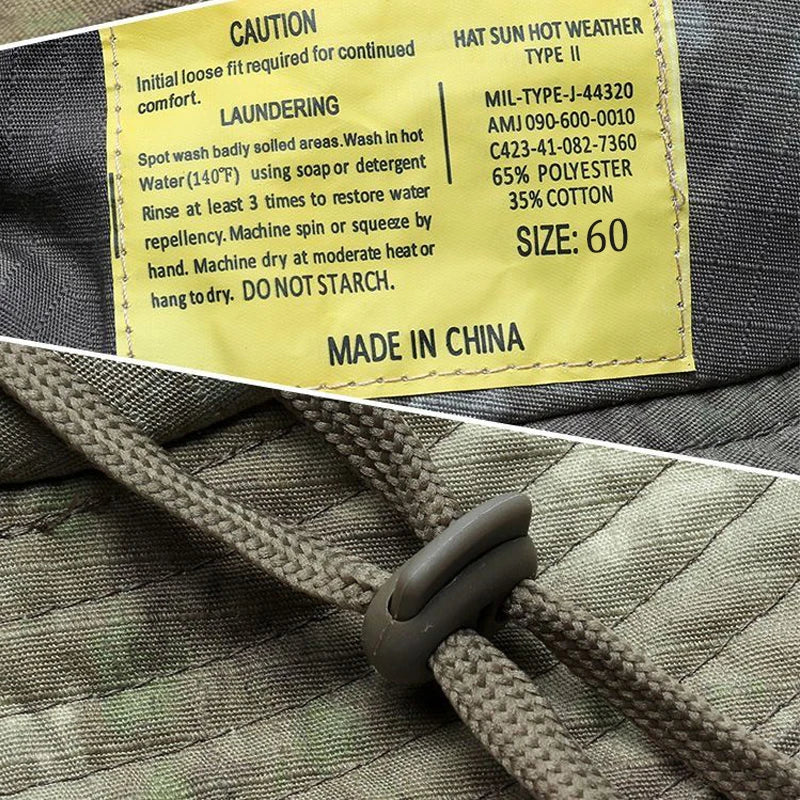 CAUTION
Initial loose fit required for continued
comfort.
LAUNDERING
Spot wash badly soiled areas.Wash in hot
Water(140℉) using soap or detergent
Rinse at least 3 times to restore water
repellency. Machine spin or squeeze by
hand. Machine dry at moderate heat or
hang to dry. DO NOT STARCH.
HAT SUN HOT WEATHER
TYPE II
MIL-TYPE-J-44320
AMJ 090-600-0010
C423-41-082-7360
65% POLYESTER
35% COTTON
SIZE: 60
MADE IN CHINA